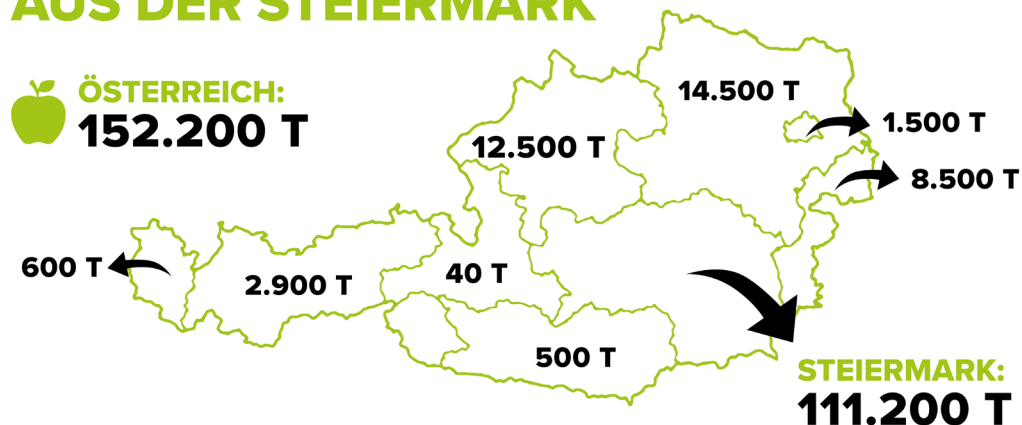 AUS DER STEIERMARK
ÖSTERREICH:
152.200 T
14.500 T
1.500 T
12.500 T
8.500 T
600 T
2.900 T
40 T
500 T
STEIERMARK:
111.200 T